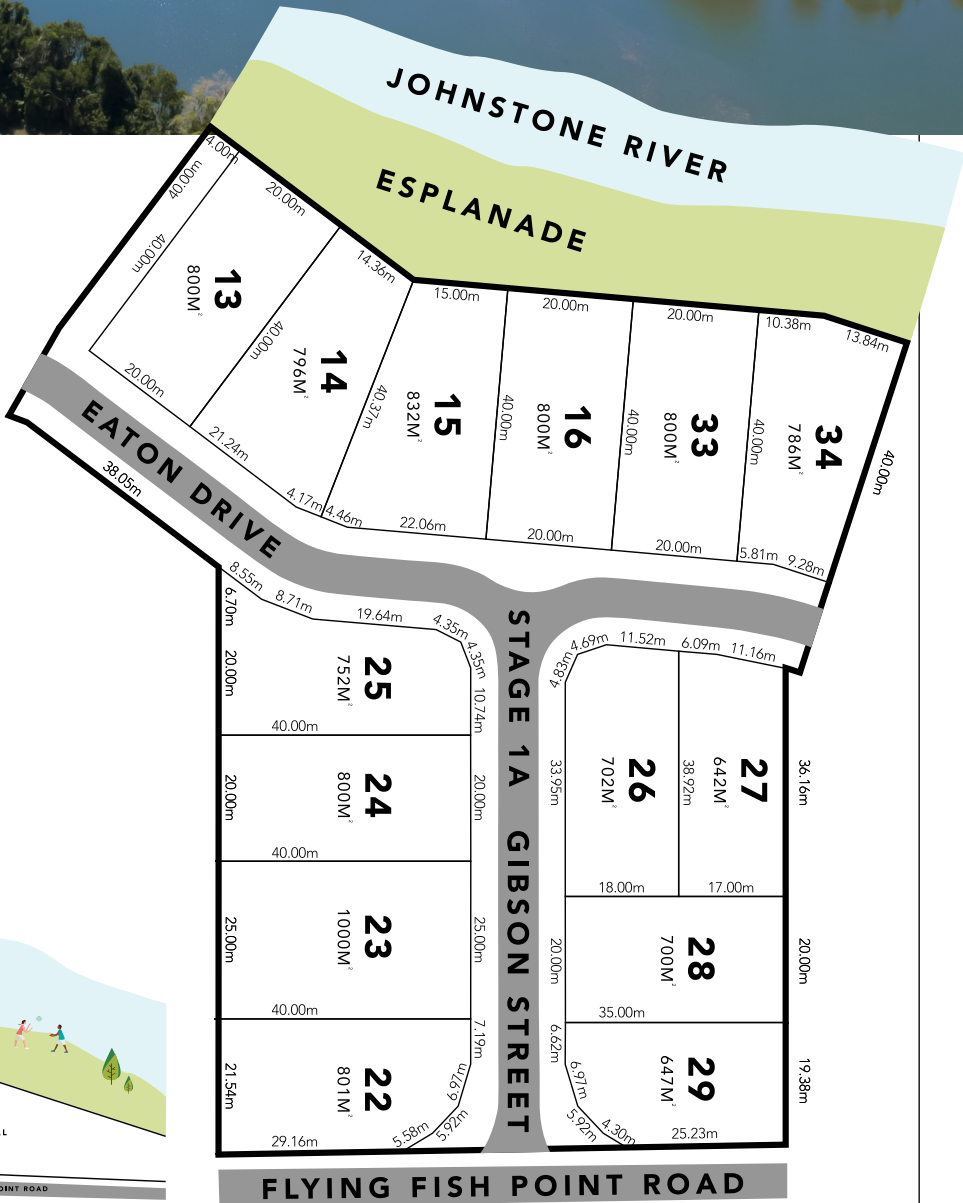 JOHNSTONE RIVER
ESPLANADE
4.00m
40.00m
20.00m
40.00m
13
800M²
20.00m
14.36m
40.00m
14
796M²
21.24m
4.17m
40.37m
15.00m
15
832M²
4.46m
22.06m
40.00m
20.00m
16
800M²
20.00m
40.00m
20.00m
33
800M²
20.00m
40.00m
10.38m
13.84m
34
786M²
40.00m
5.81m
9.28m
EATON DRIVE
38.05m
8.55m
8.71m
19.64m
4.35m
4.35m
6.70m
20.00m
25
752M²
10.74m
40.00m
20.00m
24
800M²
20.00m
40.00m
25.00m
23
1000M²
25.00m
40.00m
21.54m
22
801M²
7.19m
6.97m
5.92m
5.58m
29.16m
STAGE 1A GIBSON STREET
4.83m
4.69m
11.52m
6.09m
11.16m
33.95m
26
702M²
38.92m
27
642M²
36.16m
18.00m
17.00m
20.00m
28
700M²
20.00m
35.00m
6.62m
6.97m
5.92m
4.30m
29
647M²
19.38m
25.23m
FLYING FISH POINT ROAD
L
OINT ROAD